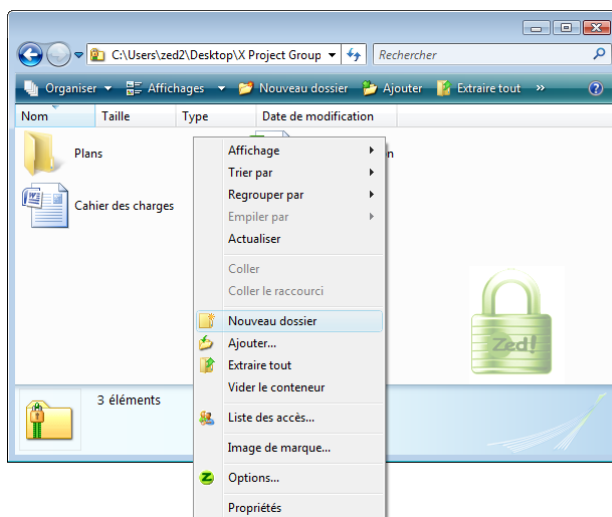 C:\Users\zed2\Desktop\X Project Group
Rechercher
Organiser Affichages Nouveau dossier Ajouter Extraire tout »
Nom Taille Type Date de modification
Plans
Cahier des charges
n
Affichage
Trier par
Regrouper par
Empiler par
Actualiser
Coller
Coller le raccourci
Nouveau dossier
Ajouter...
Extraire tout
Vider le conteneur
Liste des accès...
Image de marque...
Options...
Propriétés
Zed!
3 éléments